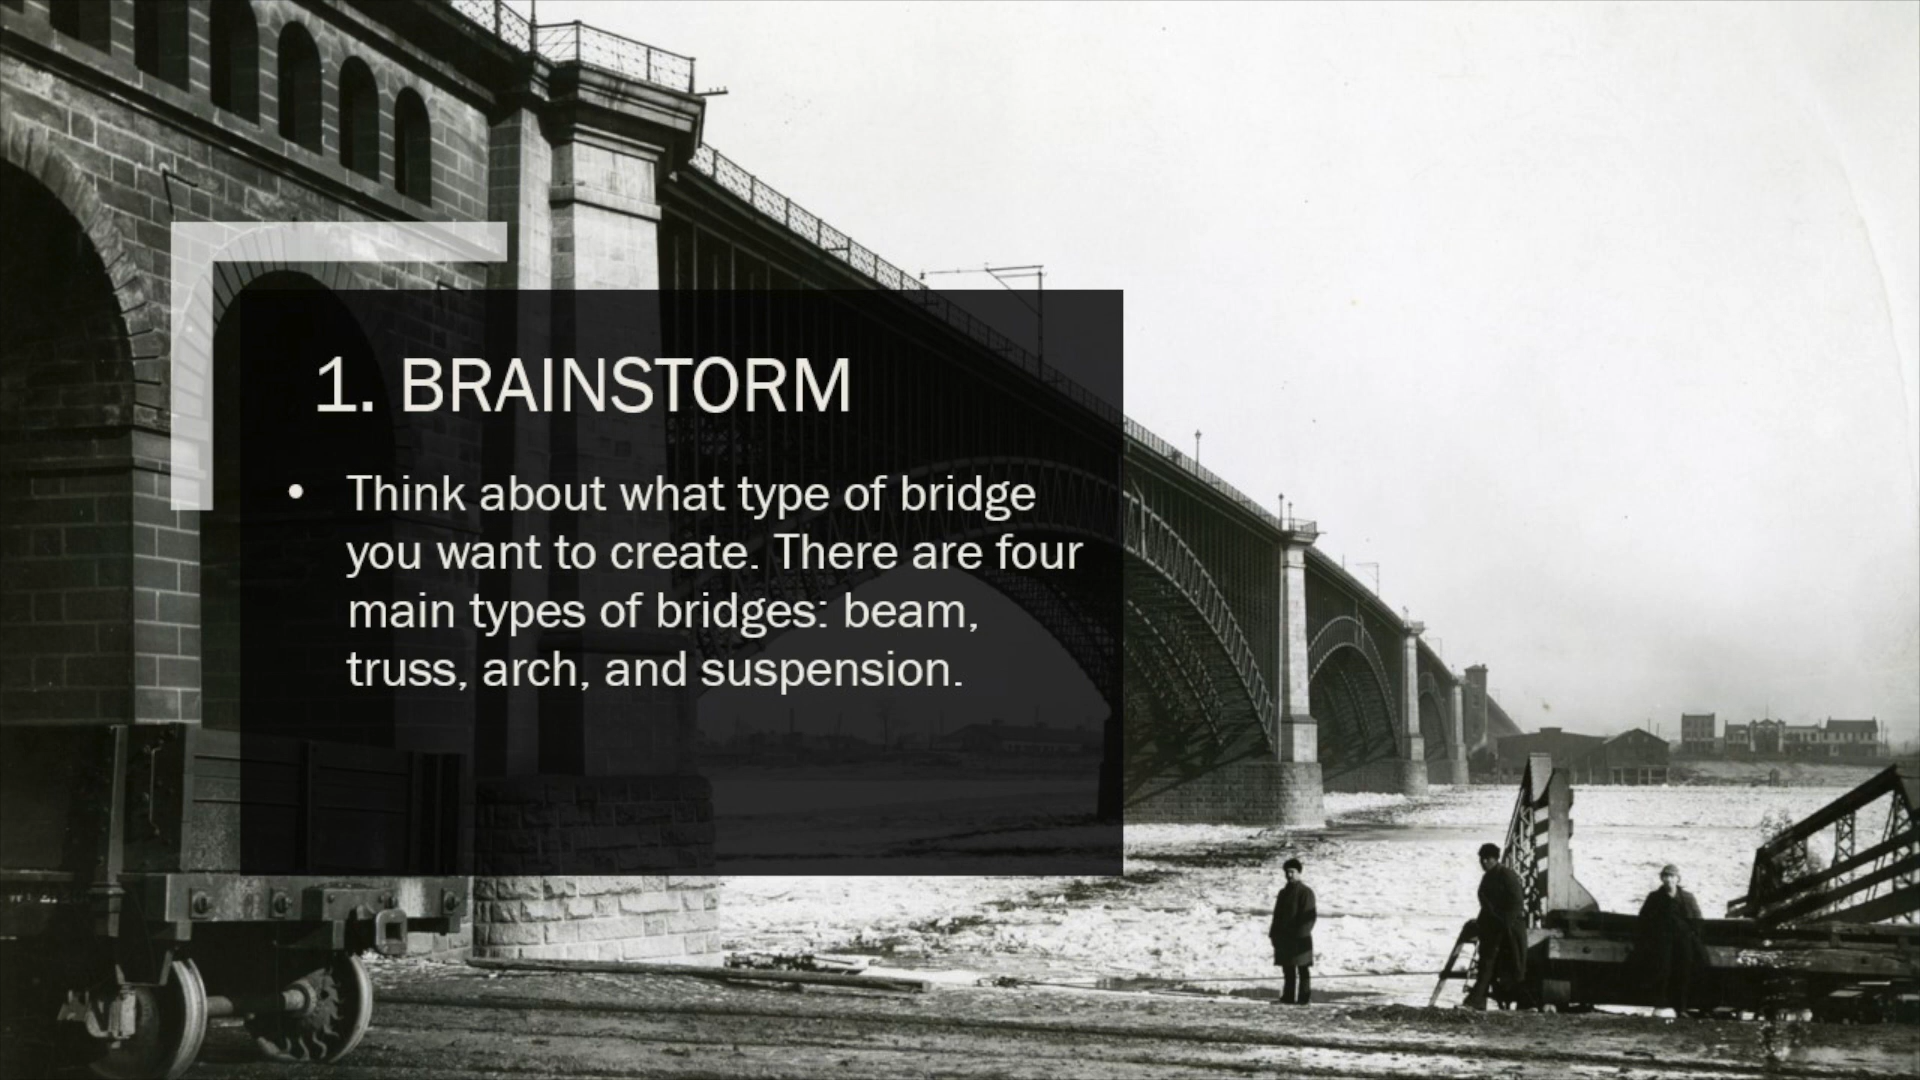 1. BRAINSTORM
• Think about what type of bridge
you want to create. There are four
main types of bridges: beam,
truss, arch, and suspension.